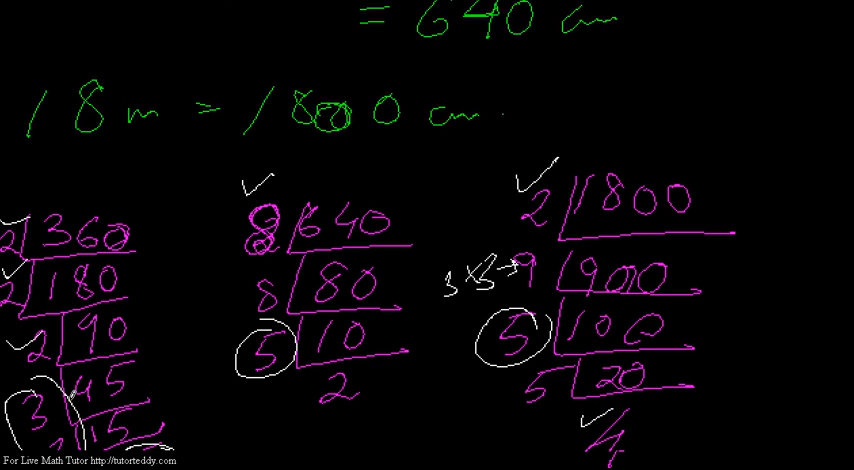 = 640 cm
18 m = 1800 cm
2 360 8 640 2 1800
2 180 8 80 3 x 3 → 9 900
2 90 5 10 5 100
45 2 5 20
3 15 4
For Live Math Tutor http://tutorteddy.com